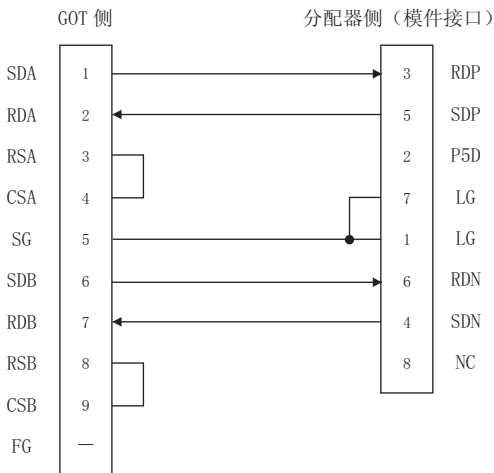 GOT 侧 分配器侧（模件接口）
SDA 1 3 RDP
RDA 2 5 SDP
RSA 3 2 P5D
CSA 4 7 LG
SG 5 1 LG
SDB 6 6 RDN
RDB 7 4 SDN
RSB 8 8 NC
CSB 9
FG —